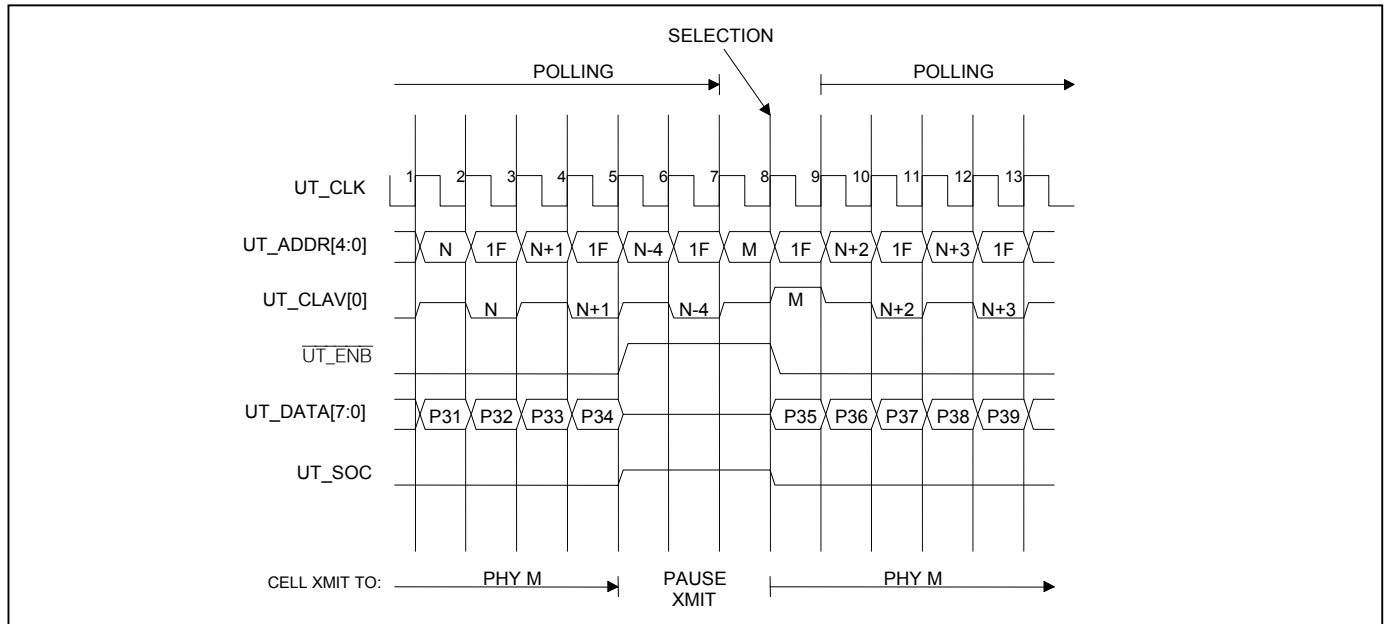 SELECTION
POLLING POLLING
UT_CLK 1 2 3 4 5 6 7 8 9 10 11 12 13
UT_ADDR[4:0] N 1F N+1 1F N-4 1F M 1F N+2 1F N+3 1F
UT_CLAV[0] N N+1 N-4 M N+2 N+3
UT_ENB
UT_DATA[7:0] P31 P32 P33 P34 P35 P36 P37 P38 P39
UT_SOC
CELL XMIT TO: PHY M PAUSE PHY M
XMIT